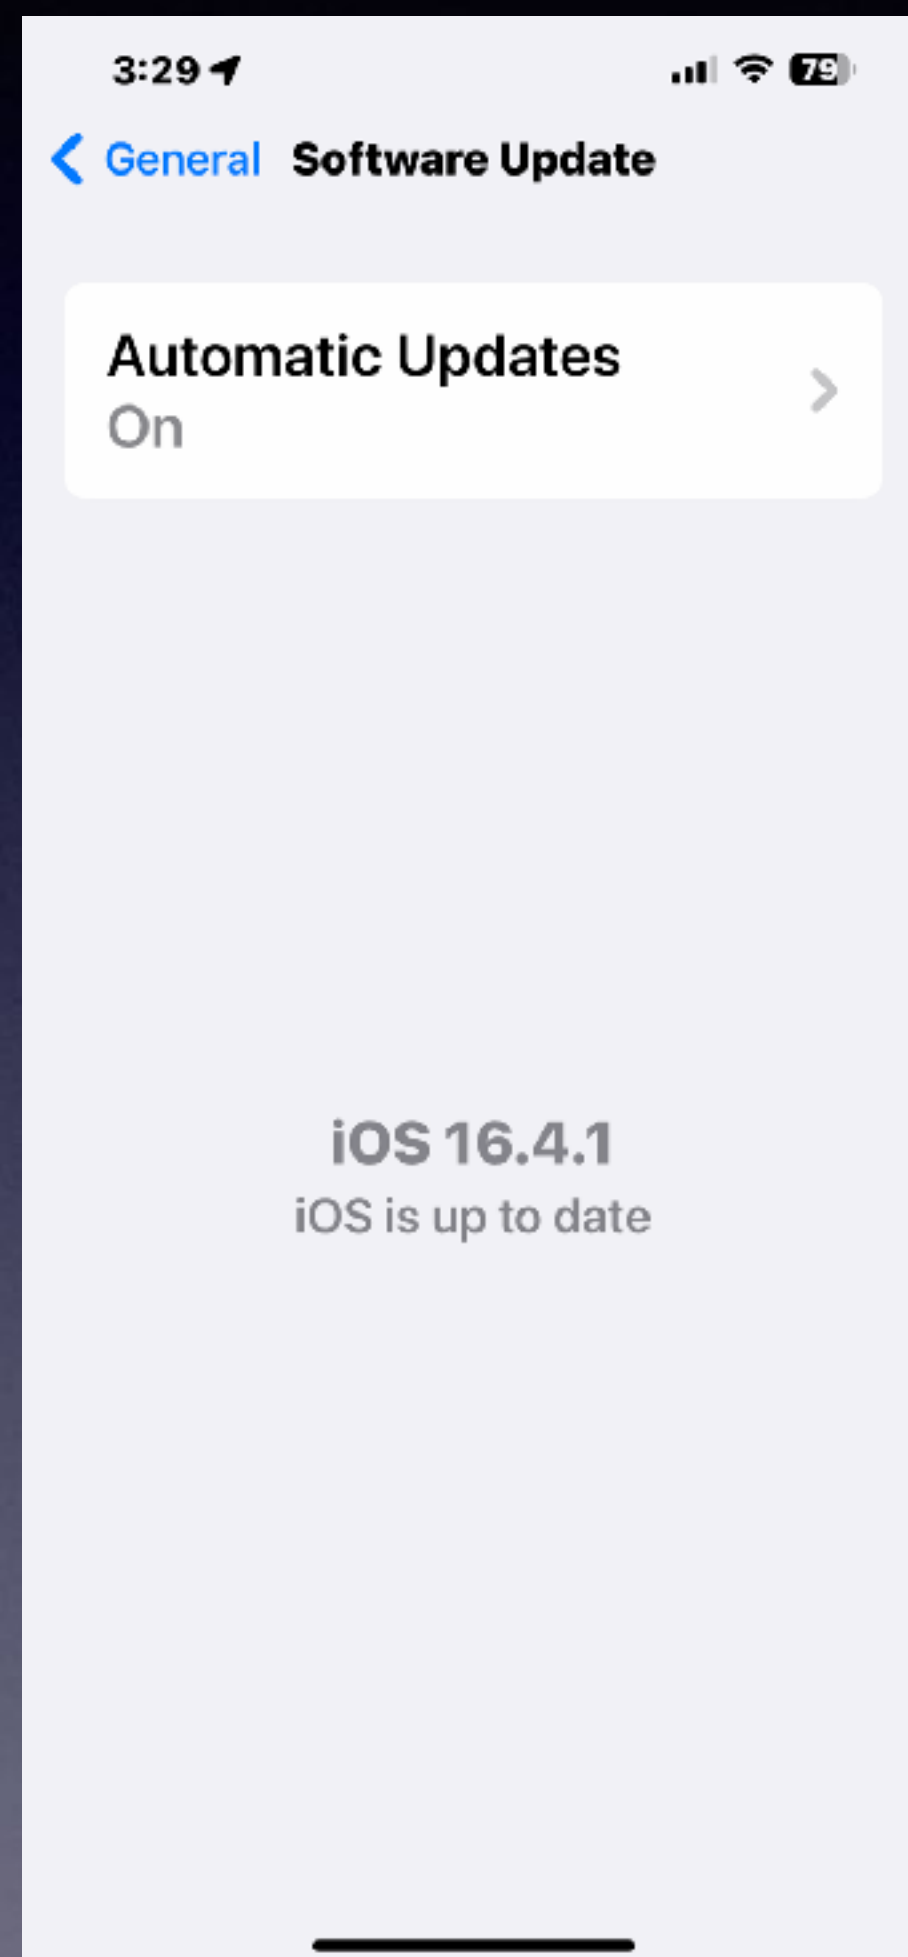 3:29
79
General Software Update
Automatic Updates
On
iOS 16.4.1
iOS is up to date